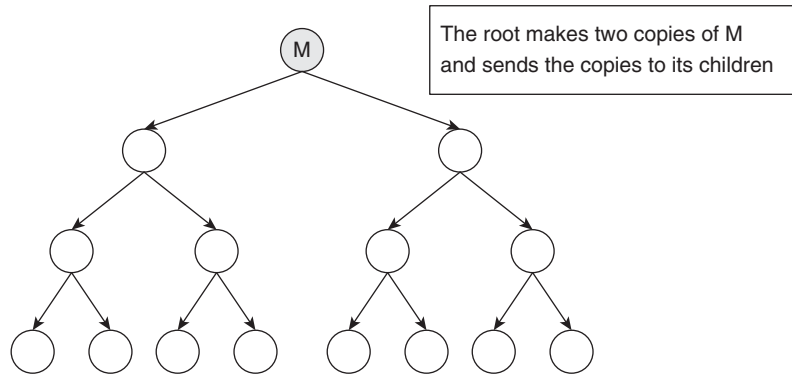 M
The root makes two copies of M
and sends the copies to its children